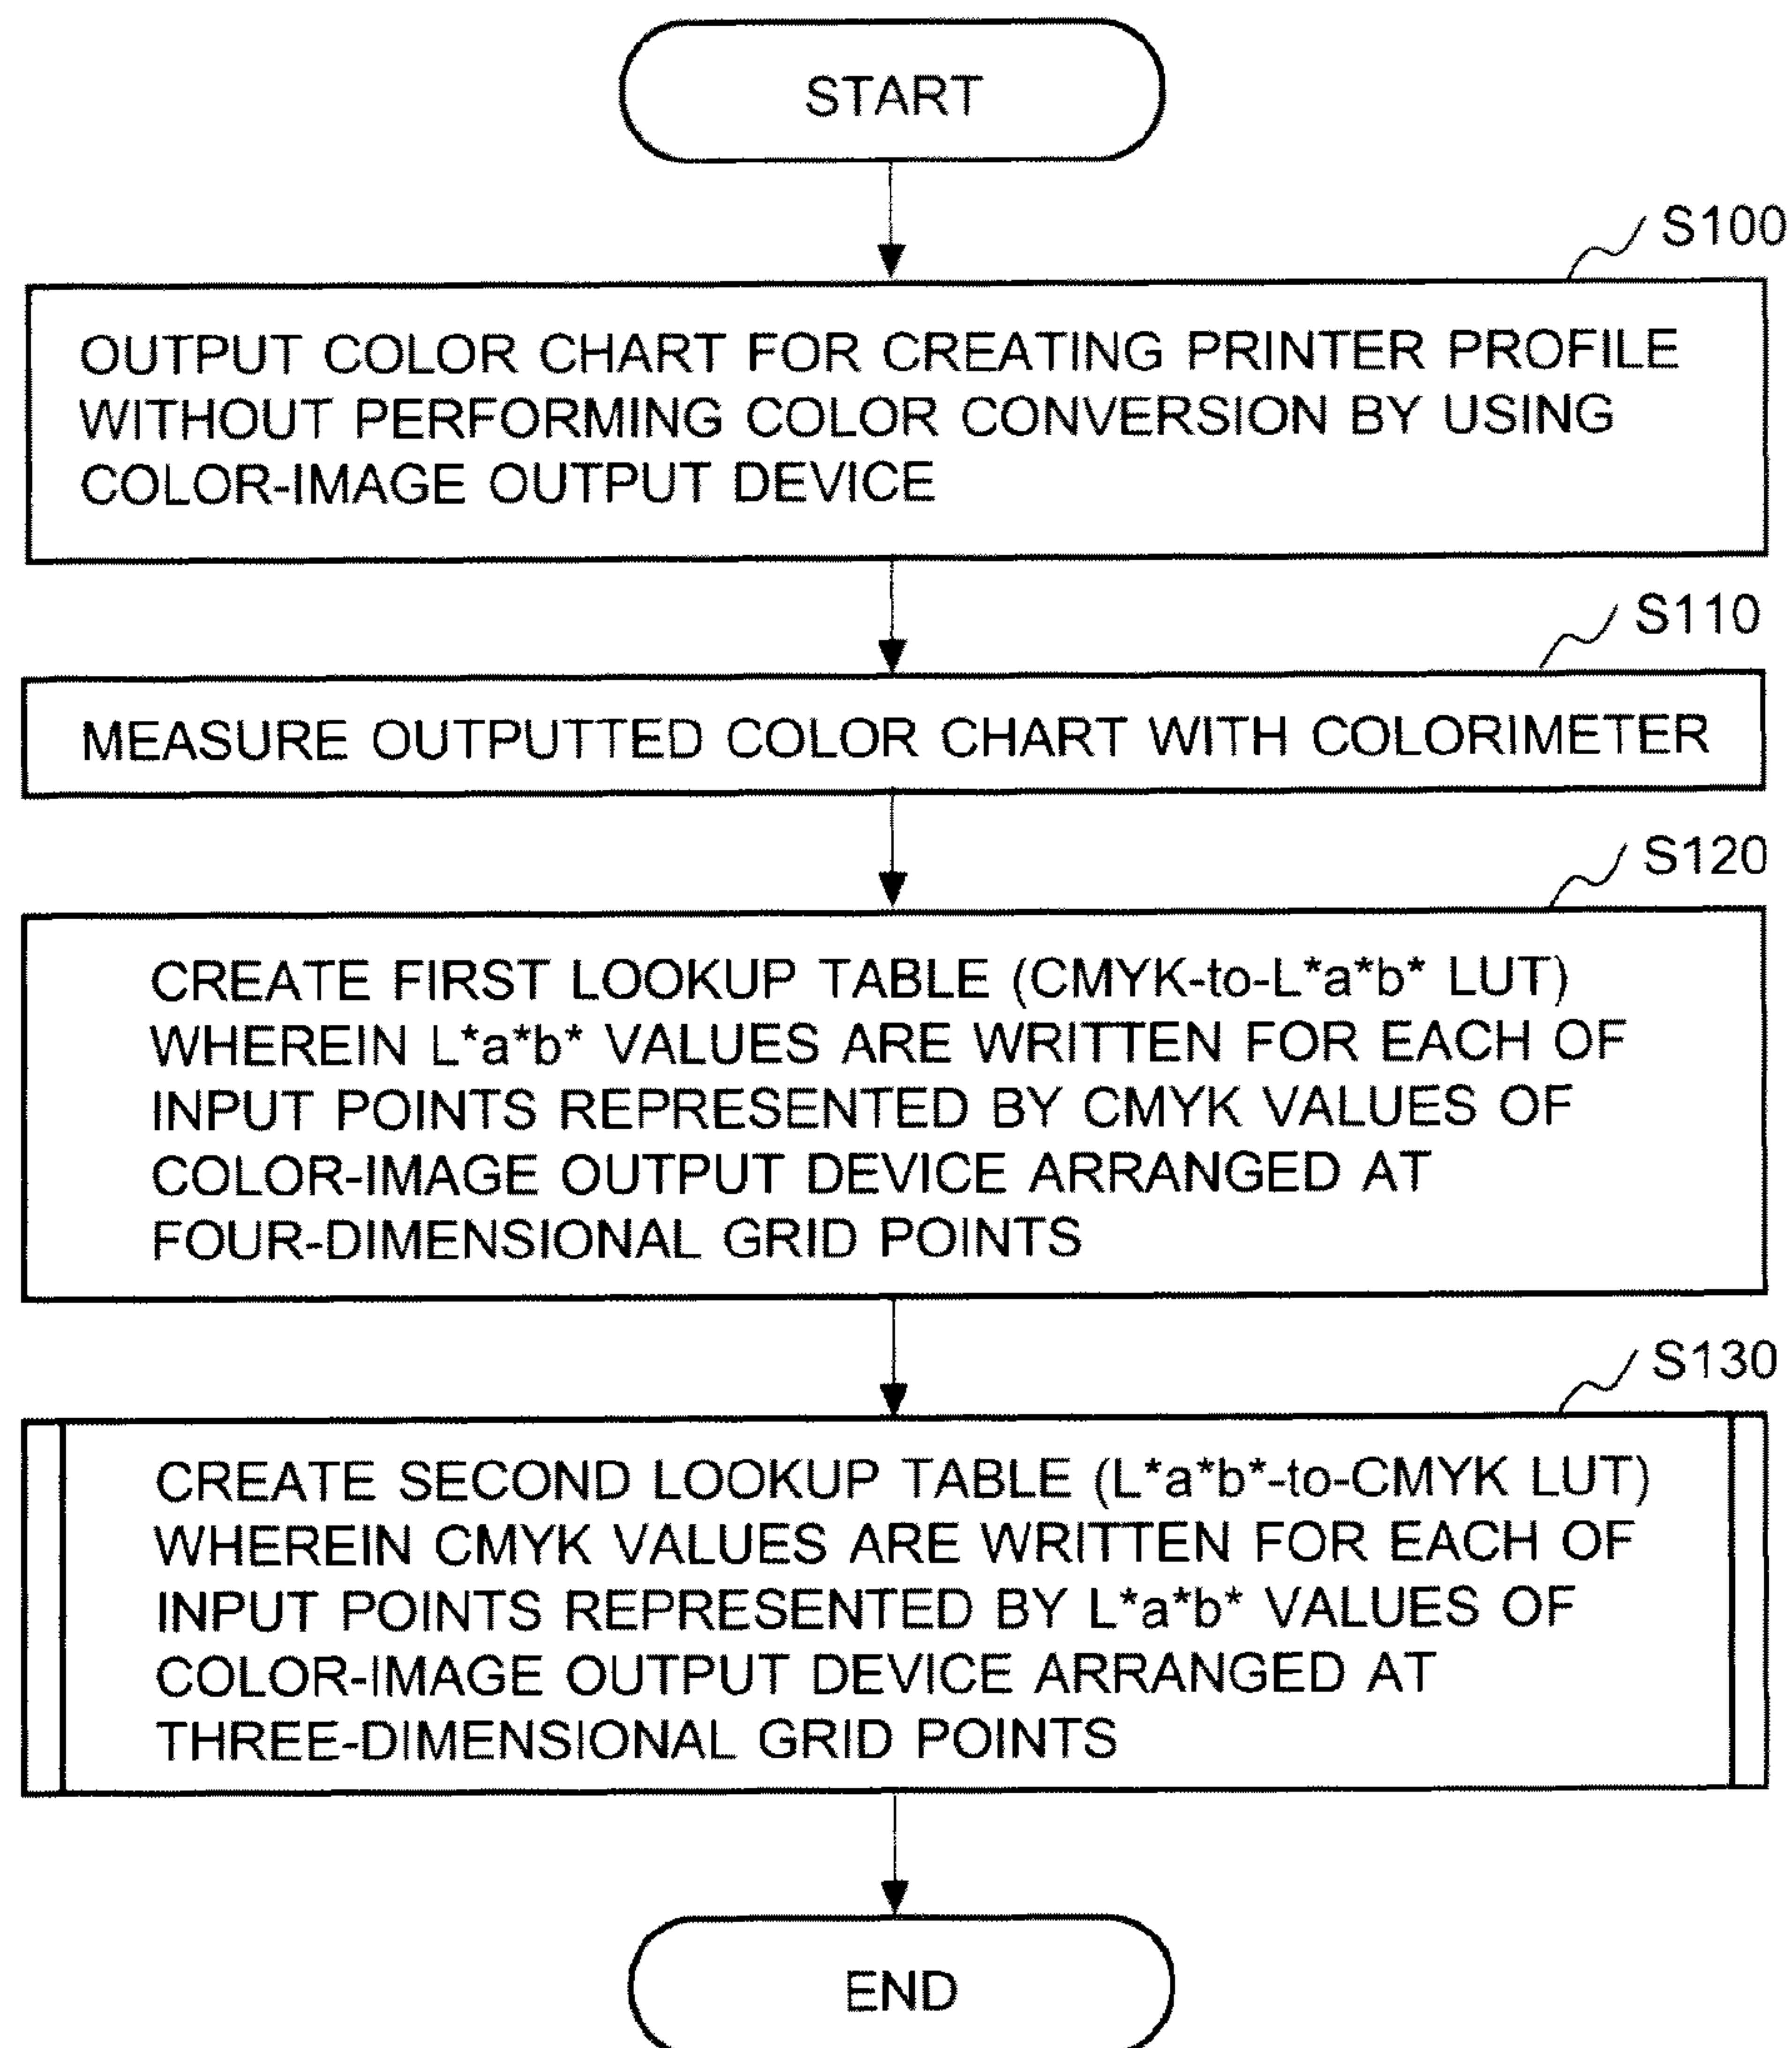 START
S100
OUTPUT COLOR CHART FOR CREATING PRINTER PROFILE
WITHOUT PERFORMING COLOR CONVERSION BY USING
COLOR-IMAGE OUTPUT DEVICE
S110
MEASURE OUTPUTTED COLOR CHART WITH COLORIMETER
S120
CREATE FIRST LOOKUP TABLE (CMYK-to-L*a*b* LUT)
WHEREIN L*a*b* VALUES ARE WRITTEN FOR EACH OF
INPUT POINTS REPRESENTED BY CMYK VALUES OF
COLOR-IMAGE OUTPUT DEVICE ARRANGED AT
FOUR-DIMENSIONAL GRID POINTS
S130
CREATE SECOND LOOKUP TABLE (L*a*b*-to-CMYK LUT)
WHEREIN CMYK VALUES ARE WRITTEN FOR EACH OF
INPUT POINTS REPRESENTED BY L*a*b* VALUES OF
COLOR-IMAGE OUTPUT DEVICE ARRANGED AT
THREE-DIMENSIONAL GRID POINTS
END